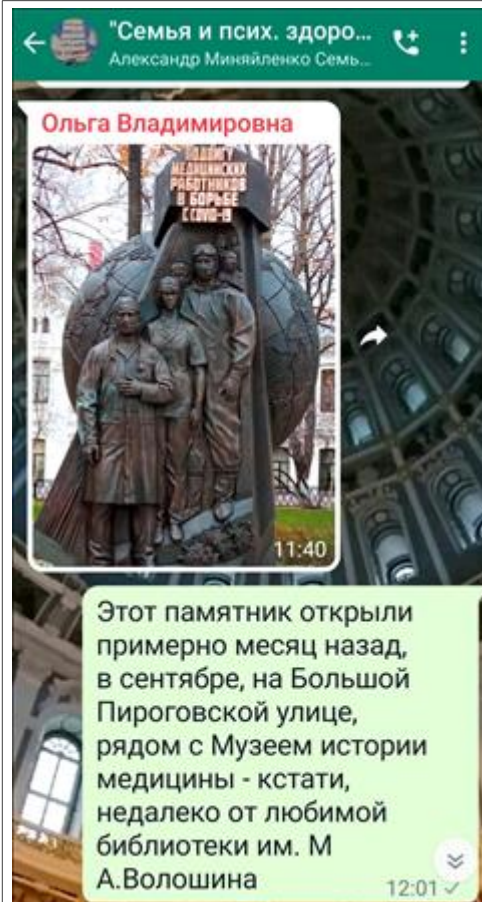 "Семья и псих. здоро...
Александр Миняйленко Семь...
Ольга Владимировна
ПОДВИГУ
МЕДИЦИНСКИХ
РАБОТНИКОВ
В БОРЬБЕ
С COVID-19
11:40
Этот памятник открыли
примерно месяц назад,
в сентябре, на Большой
Пироговской улице,
рядом с Музеем истории
медицины - кстати,
недалеко от любимой
библиотеки им. М
А.Волошина
12:01